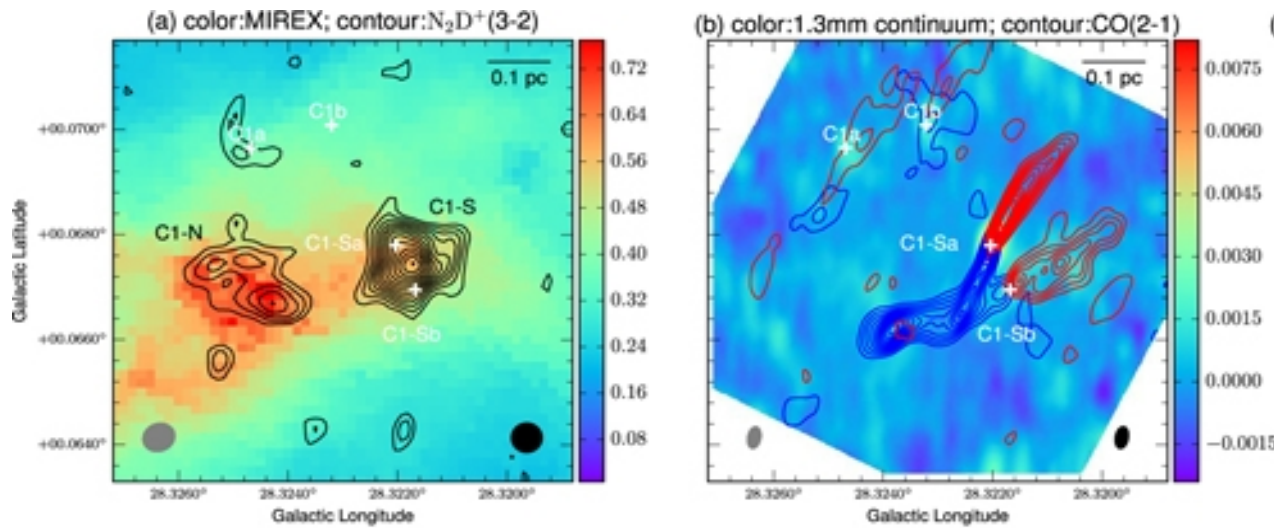 (a) color:MIREX; contour:N₂D⁺(3-2)
0.1 pc
C1b
C1a
C1-N
C1-S
C1-Sa
C1-Sb
+00.0700°
+00.0680°
+00.0660°
+00.0640°
Galactic Latitude
28.3260°
28.3240°
28.3220°
28.3200°
Galactic Longitude
0.72
0.64
0.56
0.48
0.40
0.32
0.24
0.16
0.08
(b) color:1.3mm continuum; contour:CO(2-1)
0.1 pc
C1a
C1b
C1-Sa
C1-Sb
28.3260°
28.3240°
28.3220°
28.3200°
Galactic Longitude
0.0075
0.0060
0.0045
0.0030
0.0015
0.0000
−0.0015
(